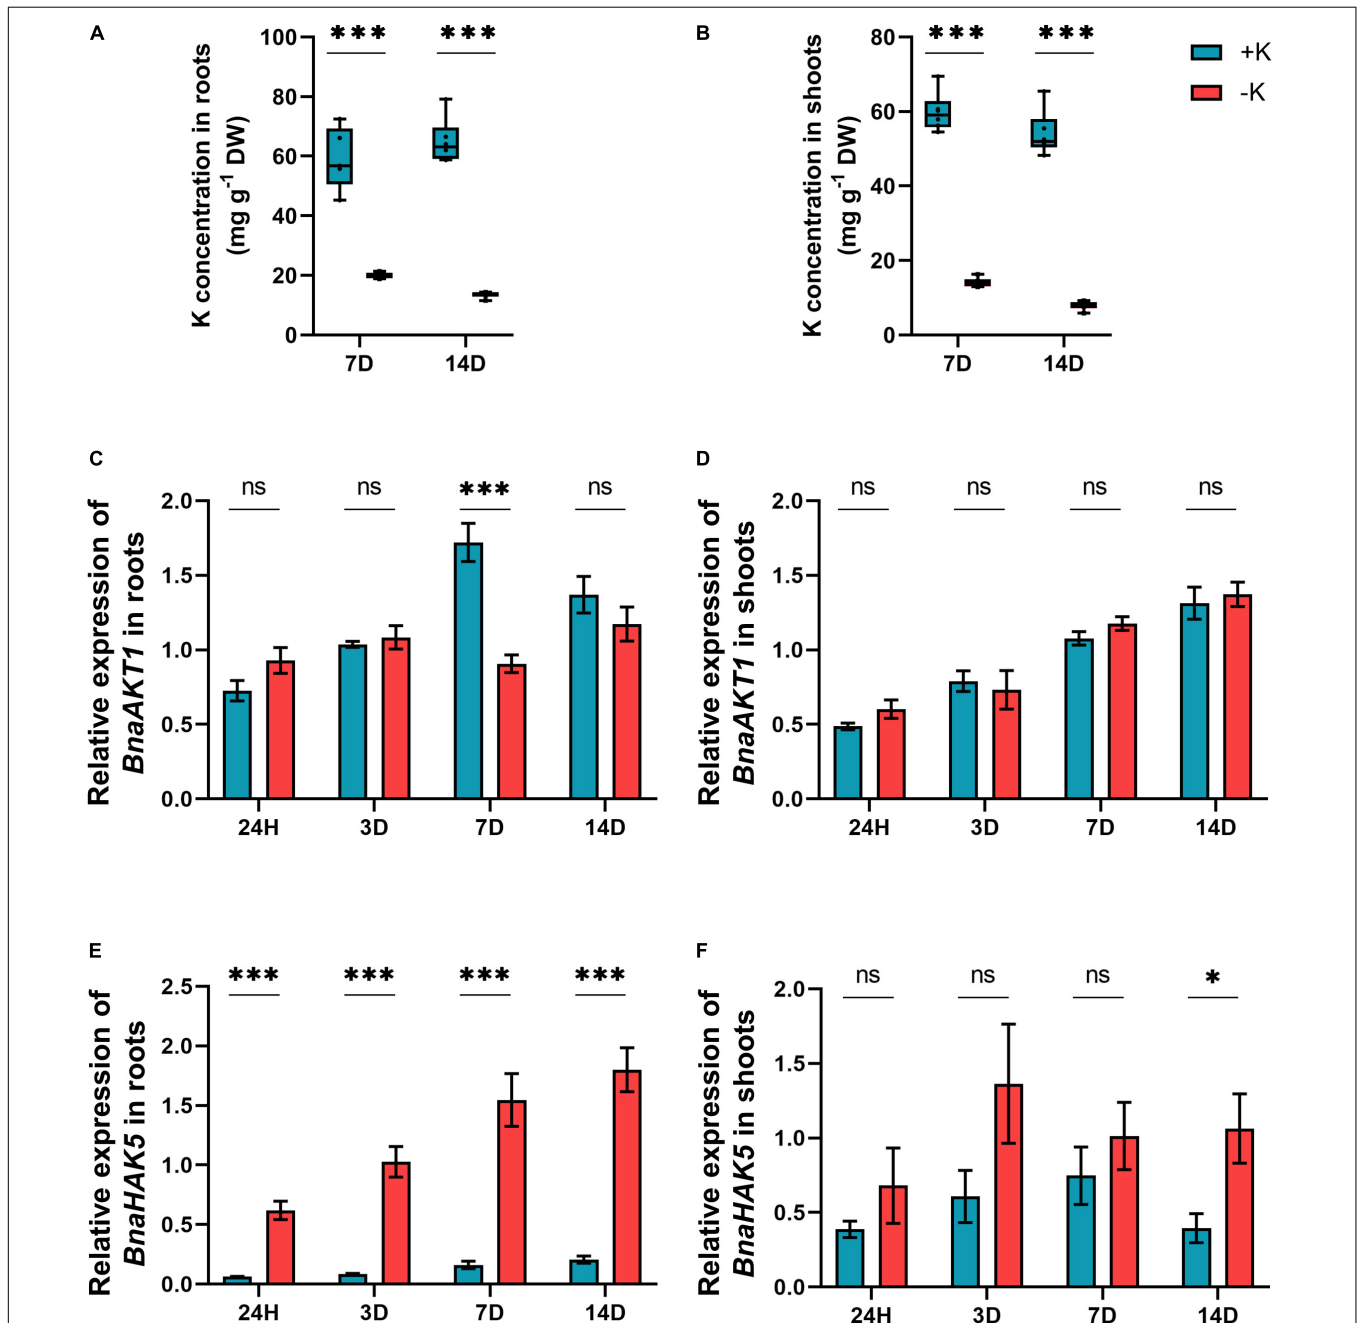 A
K concentration in roots
(mg g-1 DW)
100
80
60
40
20
0
*** ***
7D 14D
B
K concentration in shoots
(mg g-1 DW)
80
60
40
20
0
*** ***
7D 14D
+K
-K
C
Relative expression of
BnaAKT1 in roots
2.0
1.5
1.0
0.5
0.0
ns ns *** ns
24H 3D 7D 14D
D
Relative expression of
BnaAKT1 in shoots
2.0
1.5
1.0
0.5
0.0
ns ns ns ns
24H 3D 7D 14D
E
Relative expression of
BnaHAK5 in roots
2.5
2.0
1.5
1.0
0.5
0.0
*** *** *** ***
24H 3D 7D 14D
F
Relative expression of
BnaHAK5 in shoots
2.0
1.5
1.0
0.5
0.0
ns ns ns *
24H 3D 7D 14D